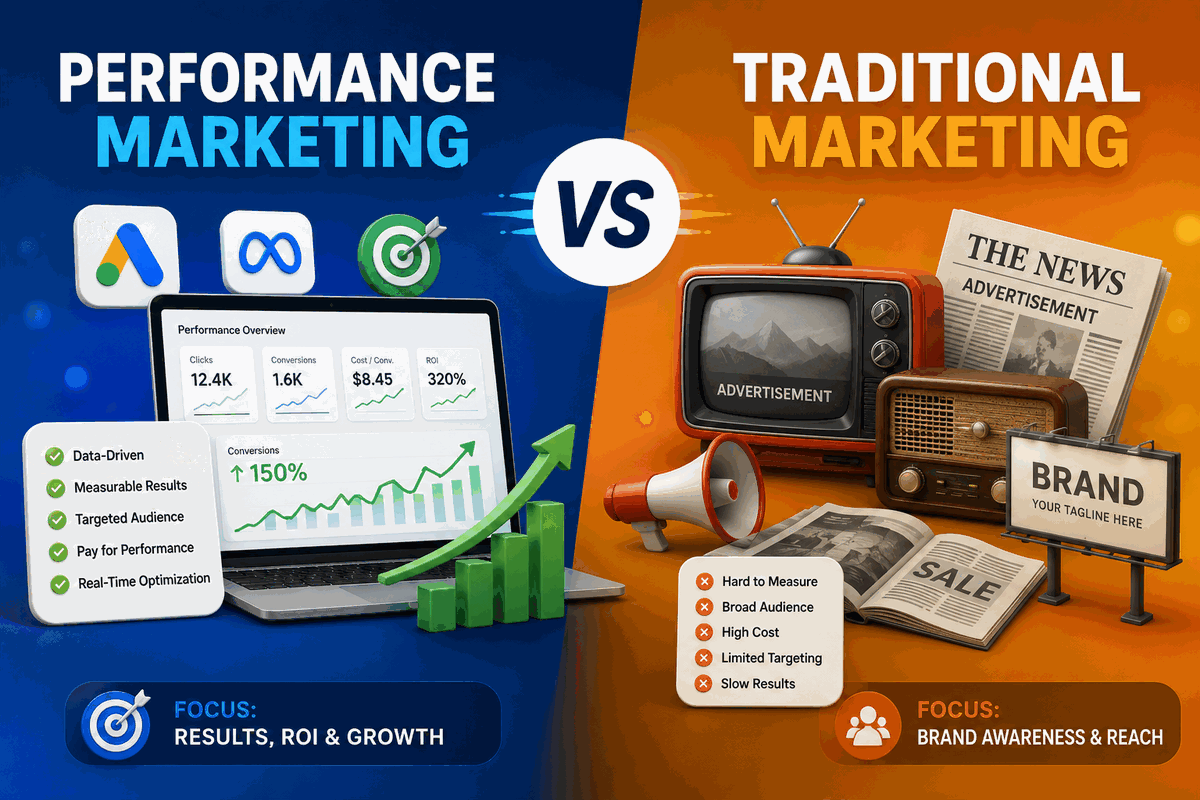 PERFORMANCE
MARKETING
VS
TRADITIONAL
MARKETING
Performance Overview
Clicks
12.4K
Conversions
1.6K
Cost / Conv.
$8.45
ROI
320%
Conversions
↑ 150%
Data-Driven
Measurable Results
Targeted Audience
Pay for Performance
Real-Time Optimization
FOCUS:
RESULTS, ROI & GROWTH
THE NEWS
ADVERTISEMENT
ADVERTISEMENT
BRAND
YOUR TAGLINE HERE
SALE
Hard to Measure
Broad Audience
High Cost
Limited Targeting
Slow Results
FOCUS:
BRAND AWARENESS & REACH